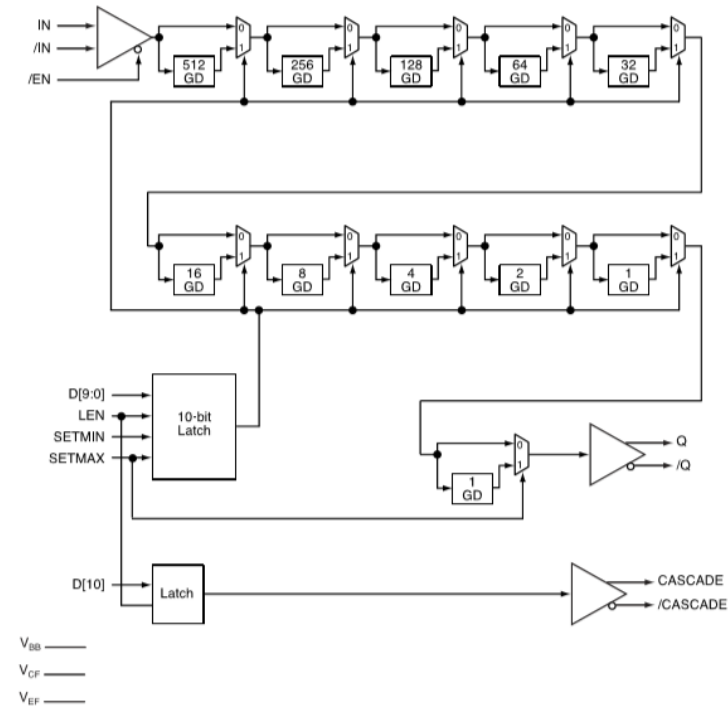 IN
/IN
/EN
0
1
512
GD
0
1
256
GD
0
1
128
GD
0
1
64
GD
0
1
32
GD
0
1
16
GD
0
1
8
GD
0
1
4
GD
0
1
2
GD
0
1
1
GD
D[9:0]
LEN
SETMIN
SETMAX
10-bit
Latch
0
1
1
GD
Q
/Q
D[10]
Latch
CASCADE
/CASCADE
VBB
VCF
VEF